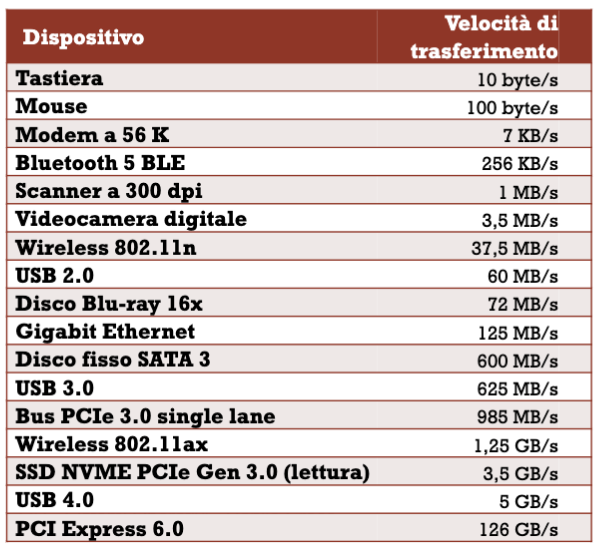 Dispositivo Velocità di trasferimento
Tastiera 10 byte/s
Mouse 100 byte/s
Modem a 56 K 7 KB/s
Bluetooth 5 BLE 256 KB/s
Scanner a 300 dpi 1 MB/s
Videocamera digitale 3,5 MB/s
Wireless 802.11n 37,5 MB/s
USB 2.0 60 MB/s
Disco Blu-ray 16x 72 MB/s
Gigabit Ethernet 125 MB/s
Disco fisso SATA 3 600 MB/s
USB 3.0 625 MB/s
Bus PCIe 3.0 single lane 985 MB/s
Wireless 802.11ax 1,25 GB/s
SSD NVME PCIe Gen 3.0 (lettura) 3,5 GB/s
USB 4.0 5 GB/s
PCI Express 6.0 126 GB/s